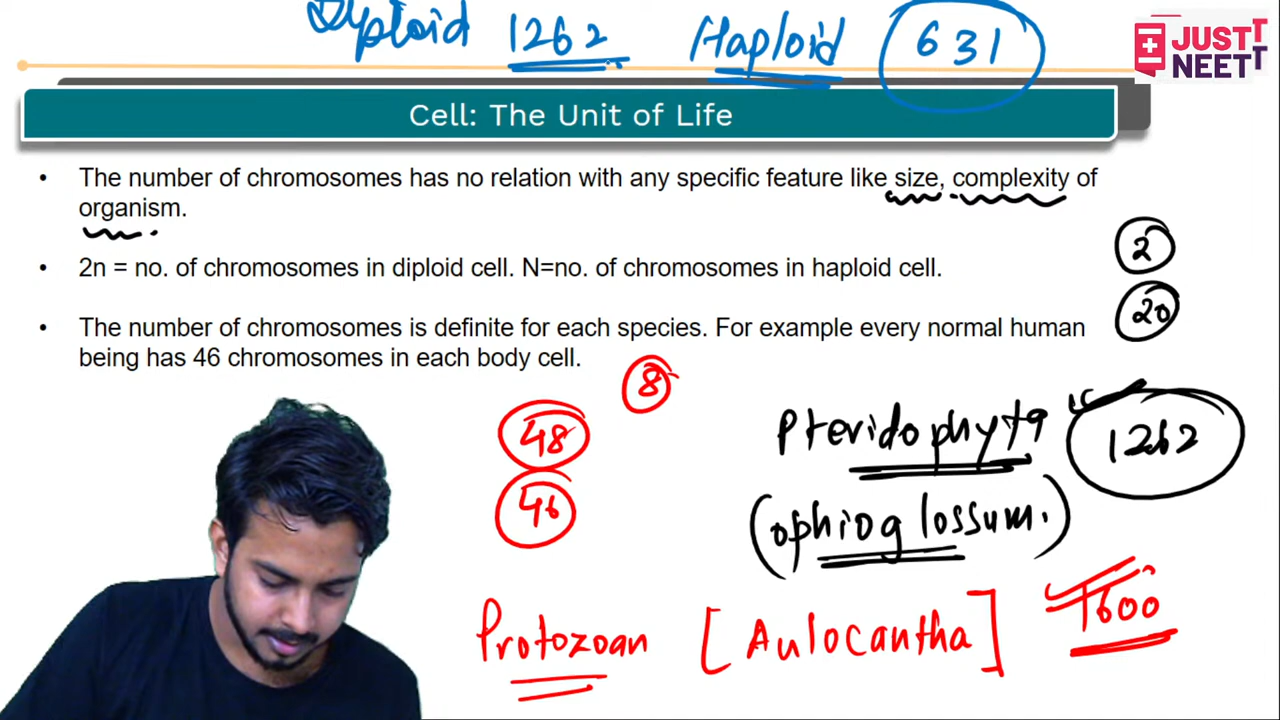 Diploid 1262 Haploid 631
JUST
NEET
Cell: The Unit of Life
• The number of chromosomes has no relation with any specific feature like size, complexity of
organism.
2
• 2n = no. of chromosomes in diploid cell. N=no. of chromosomes in haploid cell.
20
• The number of chromosomes is definite for each species. For example every normal human
being has 46 chromosomes in each body cell.
8
48
Pteridophyta 1262
46
(ophioglossum.)
Protozoan [Aulocantha] 1600